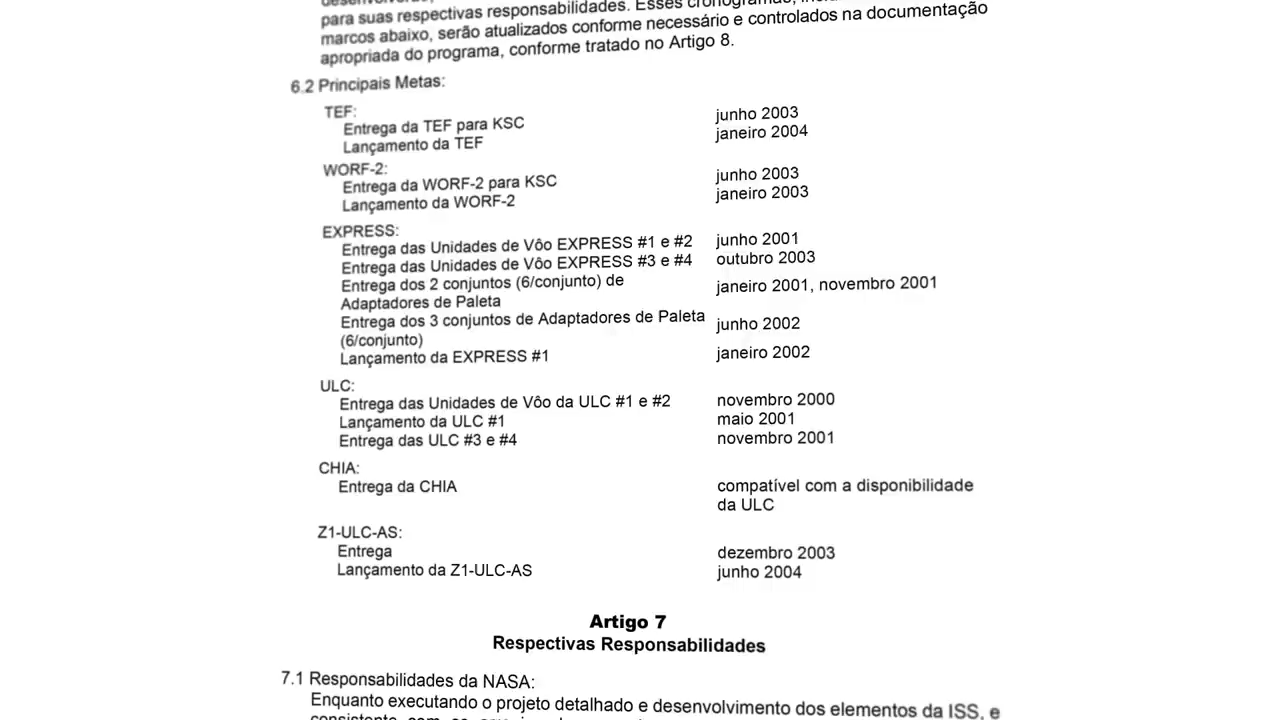 para suas respectivas responsabilidades. Esses cronogramas,
marcos abaixo, serão atualizados conforme necessário e controlados na documentação
apropriada do programa, conforme tratado no Artigo 8.
6.2 Principais Metas:
TEF:
Entrega da TEF para KSC junho 2003
Lançamento da TEF janeiro 2004
WORF-2:
Entrega da WORF-2 para KSC junho 2003
Lançamento da WORF-2 janeiro 2003
EXPRESS:
Entrega das Unidades de Vôo EXPRESS #1 e #2 junho 2001
Entrega das Unidades de Vôo EXPRESS #3 e #4 outubro 2003
Entrega dos 2 conjuntos (6/conjunto) de
Adaptadores de Paleta janeiro 2001, novembro 2001
Entrega dos 3 conjuntos de Adaptadores de Paleta
(6/conjunto) junho 2002
Lançamento da EXPRESS #1 janeiro 2002
ULC:
Entrega das Unidades de Vôo da ULC #1 e #2 novembro 2000
Lançamento da ULC #1 maio 2001
Entrega das ULC #3 e #4 novembro 2001
CHIA:
Entrega da CHIA compatível com a disponibilidade
da ULC
Z1-ULC-AS:
Entrega dezembro 2003
Lançamento da Z1-ULC-AS junho 2004
Artigo 7
Respectivas Responsabilidades
7.1 Responsabilidades da NASA:
Enquanto executando o projeto detalhado e desenvolvimento dos elementos da ISS, e